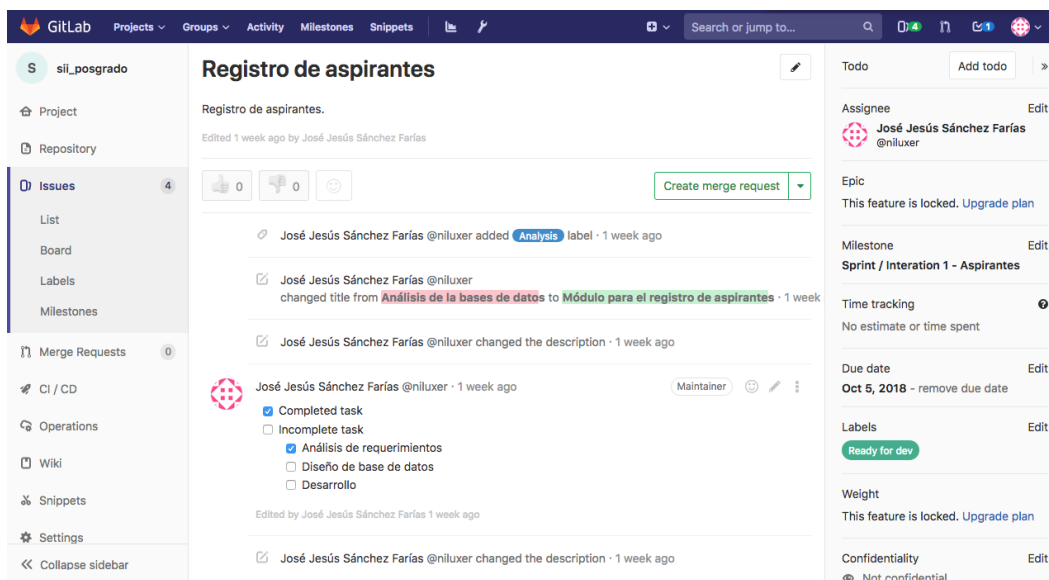 GitLab Projects Groups Activity Milestones Snippets Search or jump to... 4 1
S sii_posgrado
Project
Repository
Issues 4
List
Board
Labels
Milestones
Merge Requests 0
CI / CD
Operations
Wiki
Snippets
Settings
Collapse sidebar
Registro de aspirantes
Registro de aspirantes.
Edited 1 week ago by José Jesús Sánchez Farías
0 0
Create merge request
José Jesús Sánchez Farías @niluxer added Analysis label · 1 week ago
José Jesús Sánchez Farías @niluxer
changed title from Análisis de la bases de datos to Módulo para el registro de aspirantes · 1 week
José Jesús Sánchez Farías @niluxer changed the description · 1 week ago
José Jesús Sánchez Farías @niluxer · 1 week ago Maintainer
Completed task
Incomplete task
Análisis de requerimientos
Diseño de base de datos
Desarrollo
Edited by José Jesús Sánchez Farías 1 week ago
José Jesús Sánchez Farías @niluxer changed the description · 1 week ago
Todo Add todo »
Assignee Edit
José Jesús Sánchez Farías
@niluxer
Epic
This feature is locked. Upgrade plan
Milestone Edit
Sprint / Interation 1 - Aspirantes
Time tracking ?
No estimate or time spent
Due date Edit
Oct 5, 2018 - remove due date
Labels Edit
Ready for dev
Weight
This feature is locked. Upgrade plan
Confidentiality Edit
Not confidential